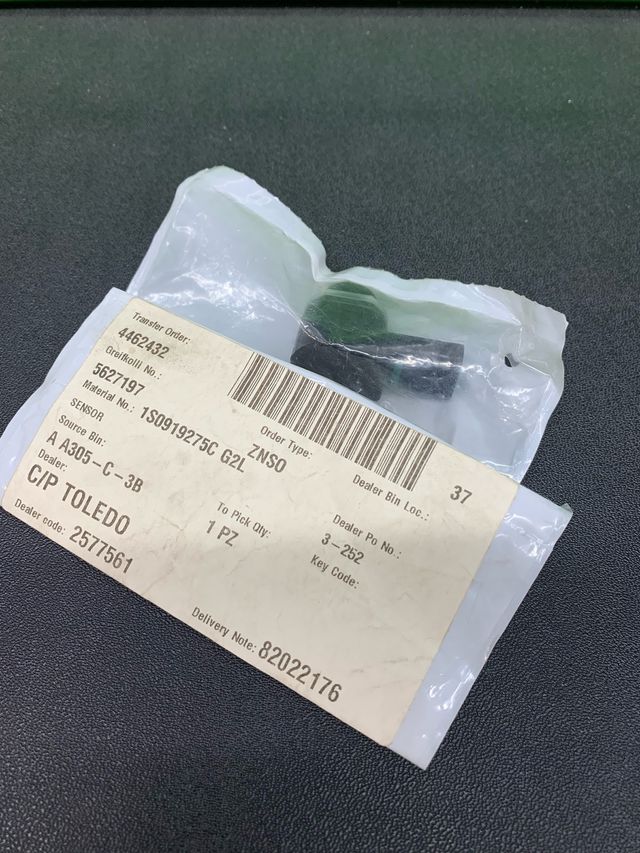 Transfer Order:
4462432
Greifkolli No.:
5627197
Material No.: 1S0919275C G2L
SENSOR
Order Type:
ZNSO
Source Bin:
A A305-C-3B
Dealer Bin Loc.: 37
Dealer:
C/P TOLEDO
To Pick Qty:
1 PZ
Dealer Po No.:
3-252
Key Code:
Dealer code: 2577561
Delivery Note: 82022176